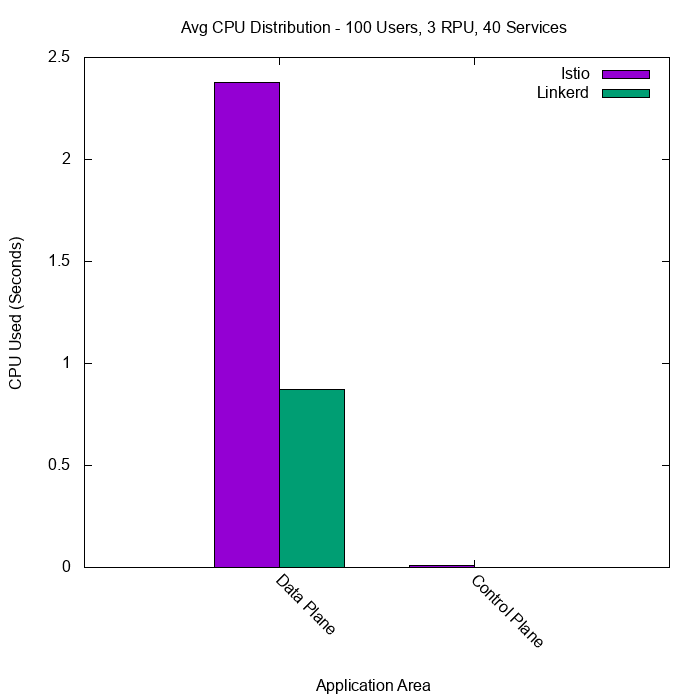 Avg CPU Distribution - 100 Users, 3 RPU, 40 Services
Istio
Linkerd
2.5
2
1.5
1
0.5
0
CPU Used (Seconds)
Data Plane
Control Plane
Application Area